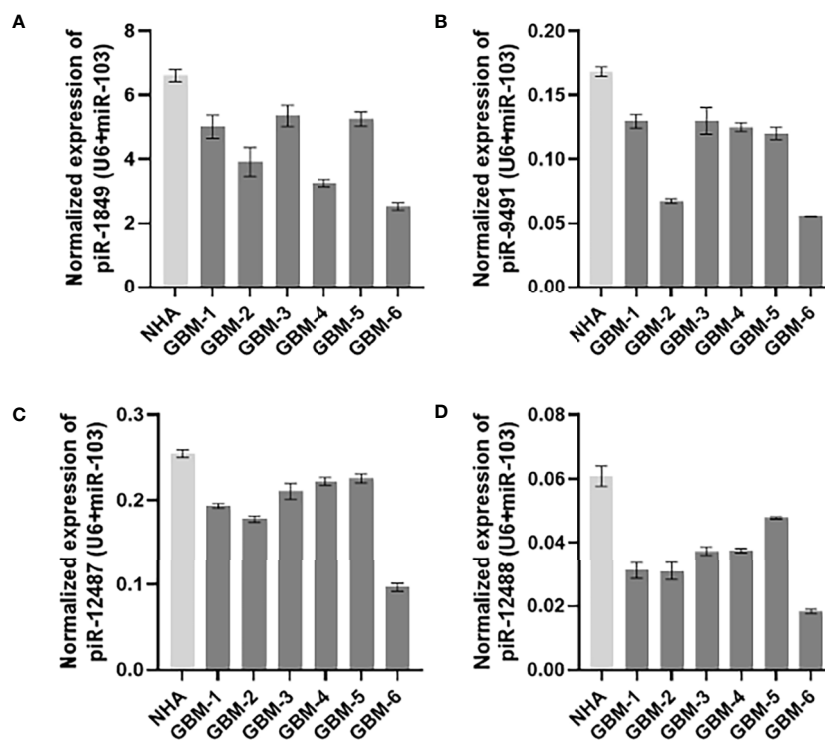 A
Normalized expression of
piR-1849 (U6+miR-103)
8
6
4
2
0
NHA
GBM-1
GBM-2
GBM-3
GBM-4
GBM-5
GBM-6
B
Normalized expression of
piR-9491 (U6+miR-103)
0.20
0.15
0.10
0.05
0.00
NHA
GBM-1
GBM-2
GBM-3
GBM-4
GBM-5
GBM-6
C
Normalized expression of
piR-12487 (U6+miR-103)
0.3
0.2
0.1
0.0
NHA
GBM-1
GBM-2
GBM-3
GBM-4
GBM-5
GBM-6
D
Normalized expression of
piR-12488 (U6+miR-103)
0.08
0.06
0.04
0.02
0.00
NHA
GBM-1
GBM-2
GBM-3
GBM-4
GBM-5
GBM-6